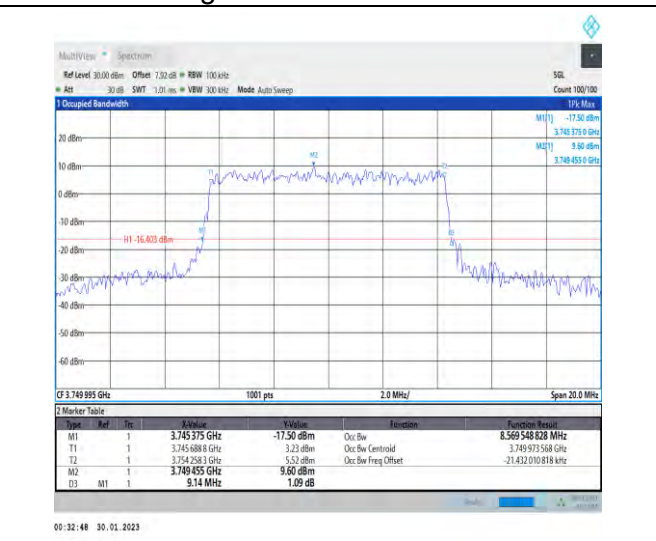 MultiView Spectrum
Ref Level 30.00 dBm Offset 7.92 dB RBW 100 kHz SGL
Att 30 dB SWT 1.01 ms VBW 300 kHz Mode Auto Sweep Count 100/100
1 Occupied Bandwidth 1Pk Max
M1[1] -17.50 dBm
3.745 375 0 GHz
M2[1] 9.60 dBm
3.749 455 0 GHz
20 dBm
M2
10 dBm
T1
0 dBm
-10 dBm
M1
H1 -16.403 dBm
-20 dBm
-30 dBm
-40 dBm
-50 dBm
-60 dBm
CF 3.749 995 GHz 1001 pts 2.0 MHz/ Span 20.0 MHz
2 Marker Table
Type Ref Trc X-Value Y-Value Function Function Result
M1 1 3.745 375 GHz -17.50 dBm Occ Bw 8.569 548 828 MHz
T1 1 3.745 688 8 GHz 3.23 dBm Occ Bw Centroid 3.749 973 568 GHz
T2 1 3.754 258 3 GHz 5.52 dBm Occ Bw Freq Offset -21.432 010 818 kHz
M2 1 3.749 455 GHz 9.60 dBm
D3 M1 1 9.14 MHz 1.09 dB
00:32:48 30.01.2023